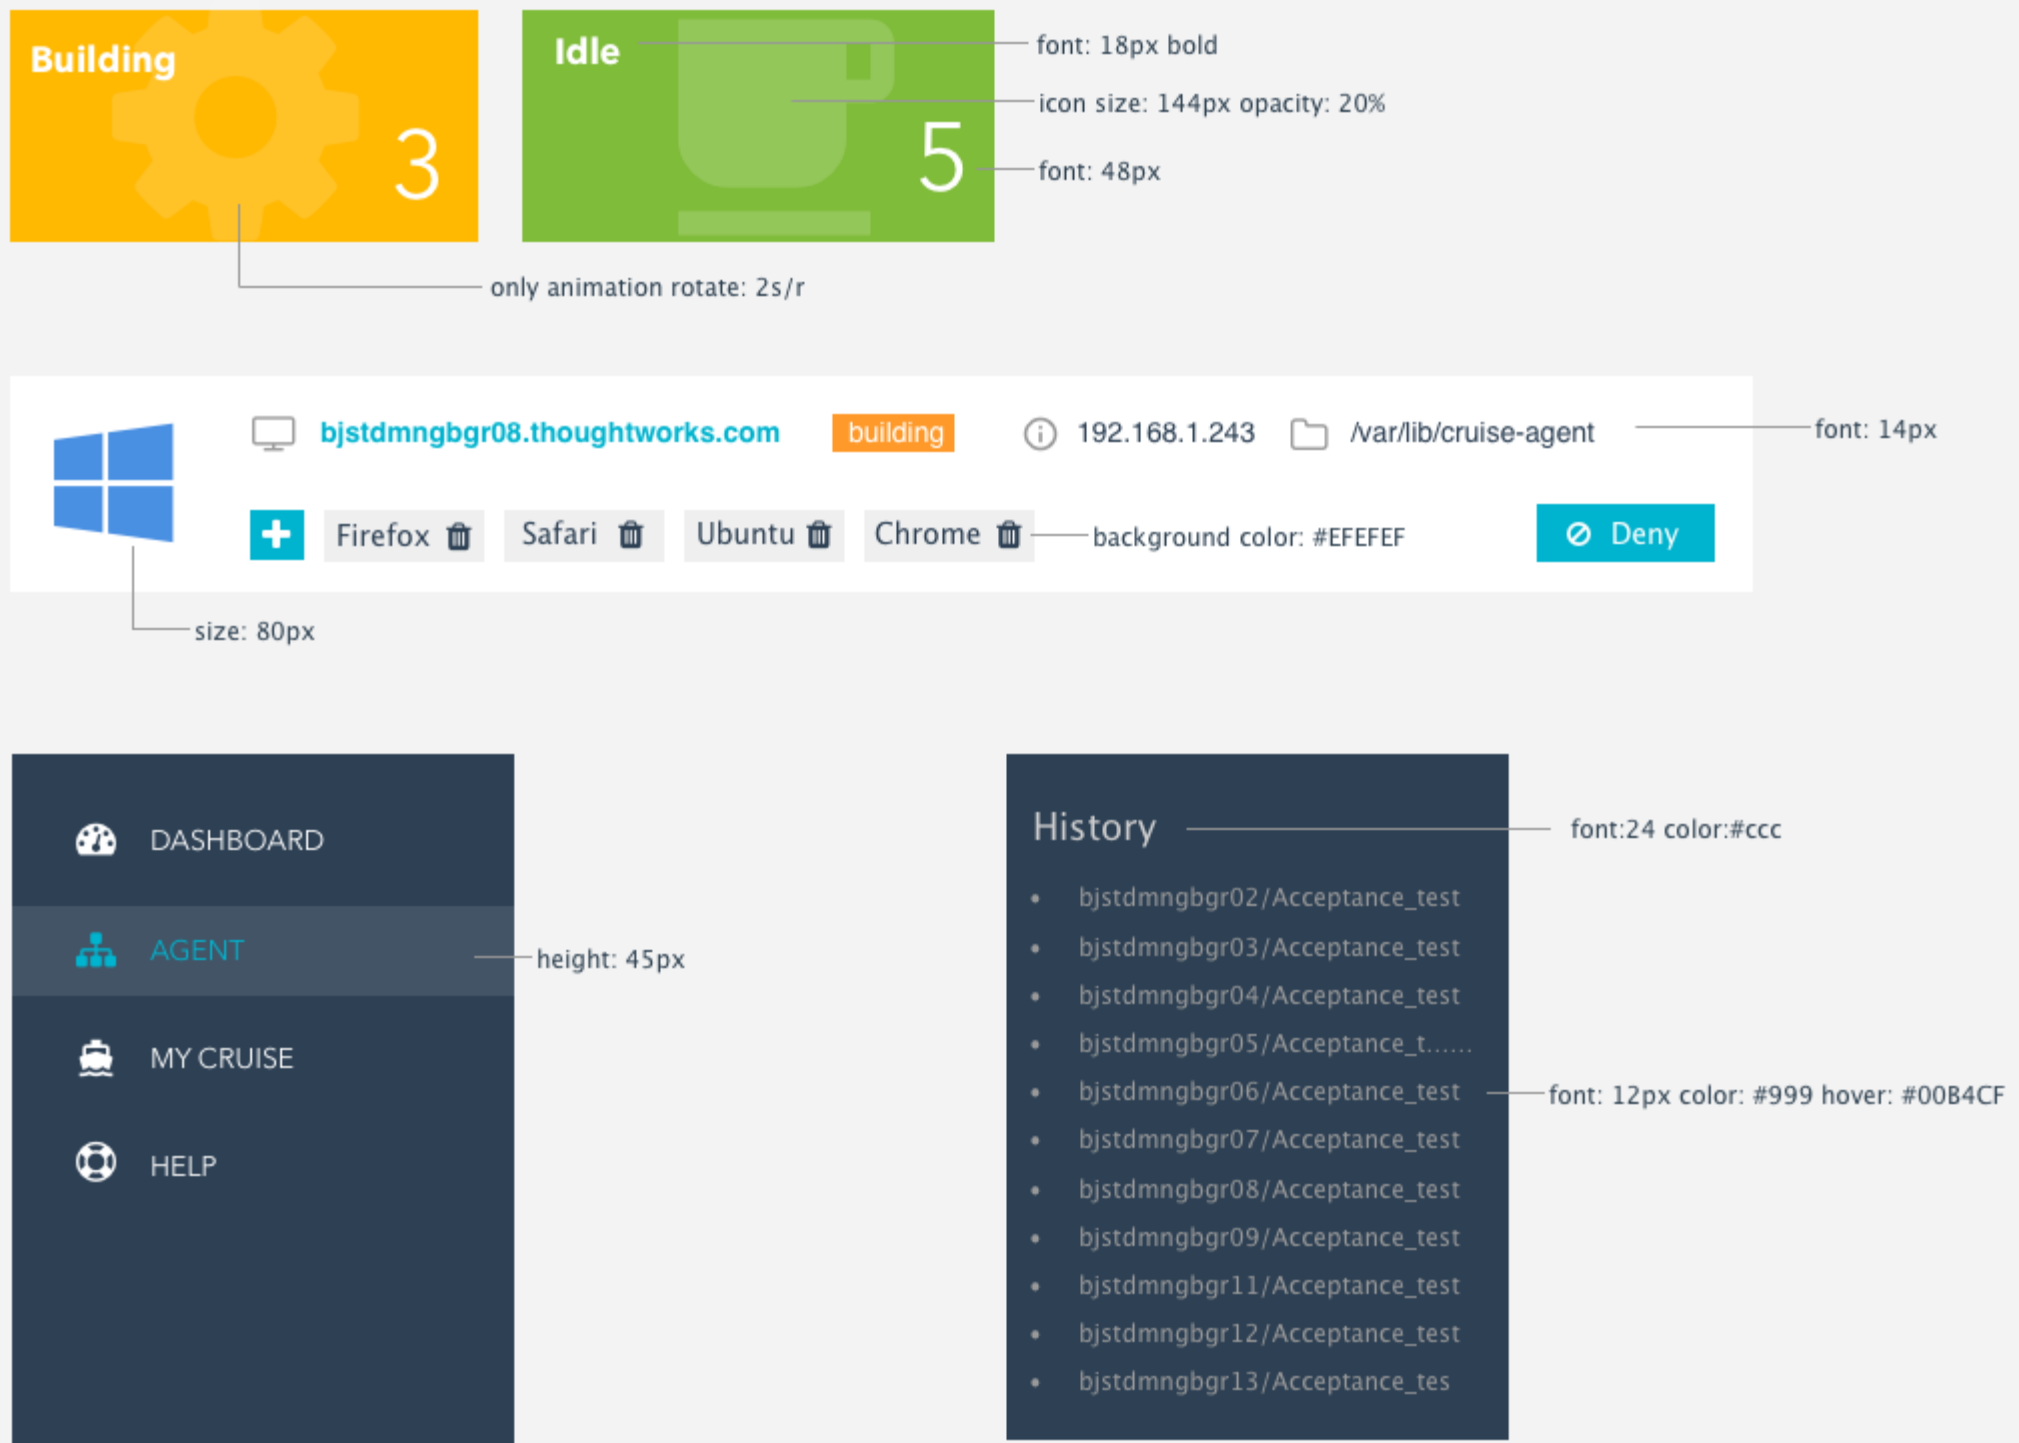 Building
3
Idle
5
font: 18px bold
icon size: 144px opacity: 20%
font: 48px
only animation rotate: 2s/r
bjstdmngbgr08.thoughtworks.com building 192.168.1.243 /var/lib/cruise-agent
font: 14px
Firefox Safari Ubuntu Chrome
background color: #EFEFEF
Deny
size: 80px
DASHBOARD
AGENT
height: 45px
MY CRUISE
HELP
History
font:24 color:#ccc
bjstdmngbgr02/Acceptance_test
bjstdmngbgr03/Acceptance_test
bjstdmngbgr04/Acceptance_test
bjstdmngbgr05/Acceptance_t......
bjstdmngbgr06/Acceptance_test
font: 12px color: #999 hover: #00B4CF
bjstdmngbgr07/Acceptance_test
bjstdmngbgr08/Acceptance_test
bjstdmngbgr09/Acceptance_test
bjstdmngbgr11/Acceptance_test
bjstdmngbgr12/Acceptance_test
bjstdmngbgr13/Acceptance_tes